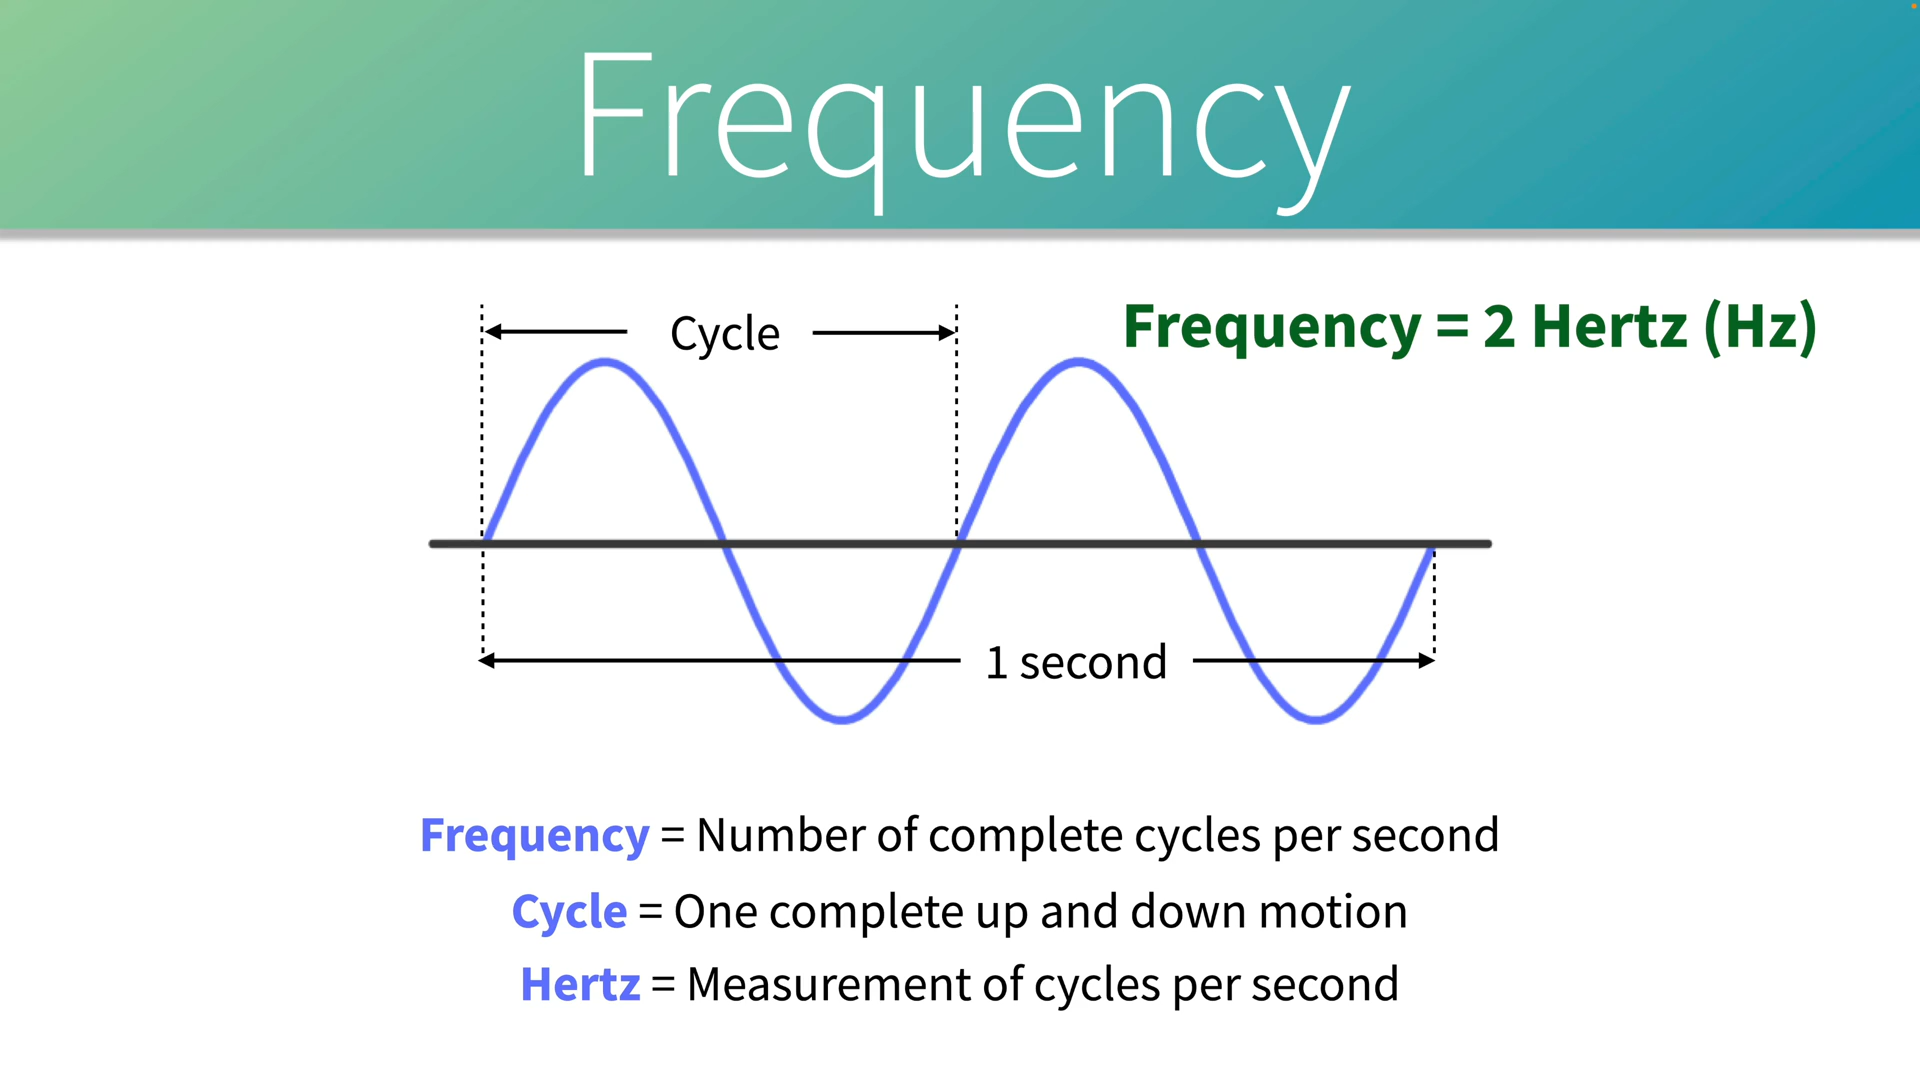 Frequency
Cycle
Frequency = 2 Hertz (Hz)
1 second
Frequency = Number of complete cycles per second
Cycle = One complete up and down motion
Hertz = Measurement of cycles per second